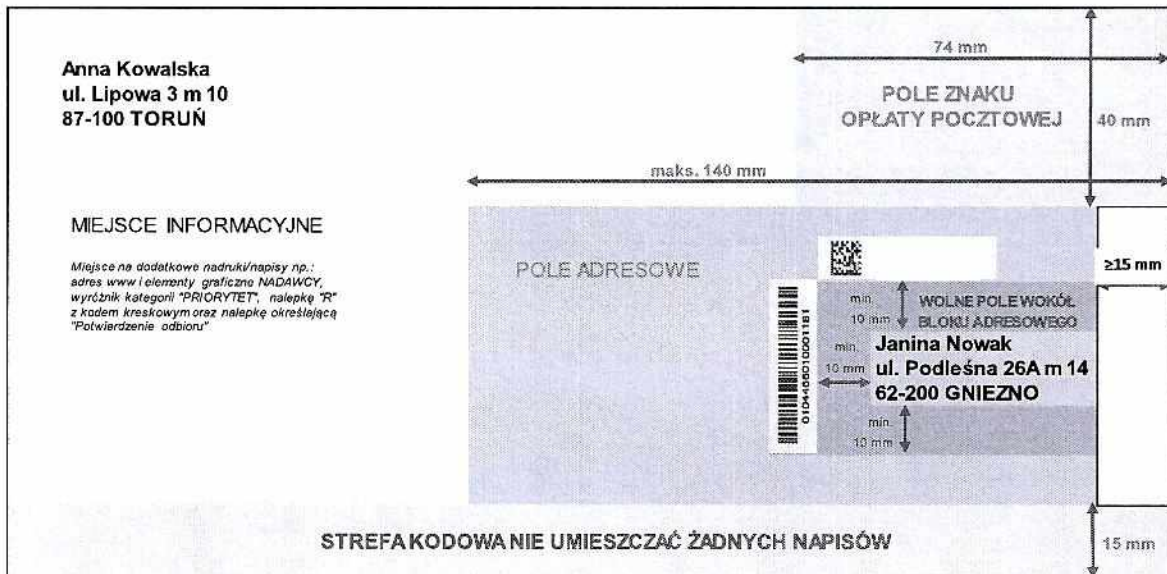 Anna Kowalska
ul. Lipowa 3 m 10
87-100 TORUŃ
74 mm
POLE ZNAKU
OPŁATY POCZTOWEJ
40 mm
maks. 140 mm
MIEJSCE INFORMACYJNE
Miejsce na dodatkowe nadruki/napisy np.:
adres www i elementy graficzne NADAWCY,
wyróżnik kategorii "PRIORYTET", nalepkę "R"
z kodem kreskowym oraz nalepkę określającą
"Potwierdzenie odbioru"
POLE ADRESOWE
≥15 mm
min.
10 mm
WOLNE POLE WOKÓŁ
BLOKU ADRESOWEGO
min.
10 mm
Janina Nowak
ul. Podleśna 26A m 14
62-200 GNIEZNO
min.
10 mm
STREFA KODOWA NIE UMIESZCZAĆ ŻADNYCH NAPISÓW
15 mm